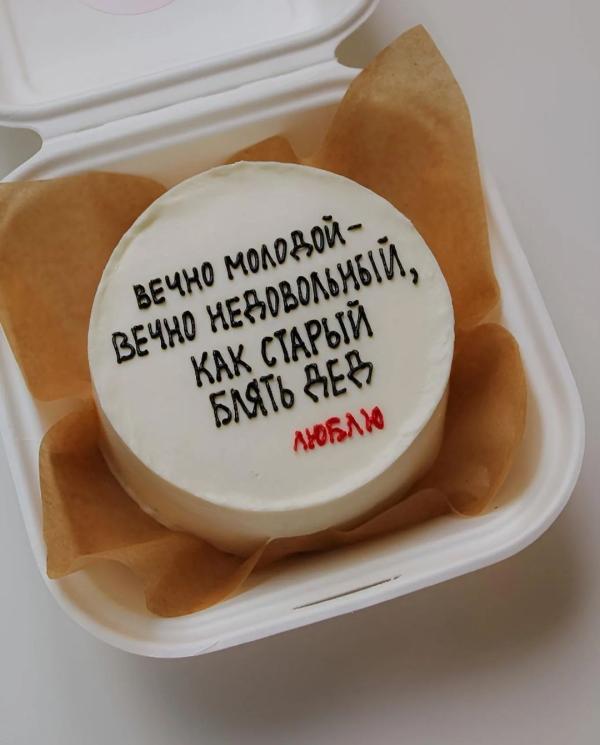 ВЕЧНО МОЛОДОЙ –
ВЕЧНО НЕДОВОЛЬНЫЙ,
КАК СТАРЫЙ
БЛЯТЬ ДЕД
ЛЮБЛЮ